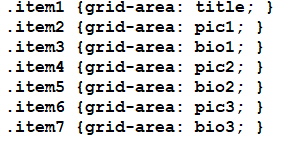 .item1 {grid-area: title; }
.item2 {grid-area: pic1; }
.item3 {grid-area: bio1; }
.item4 {grid-area: pic2; }
.item5 {grid-area: bio2; }
.item6 {grid-area: pic3; }
.item7 {grid-area: bio3; }